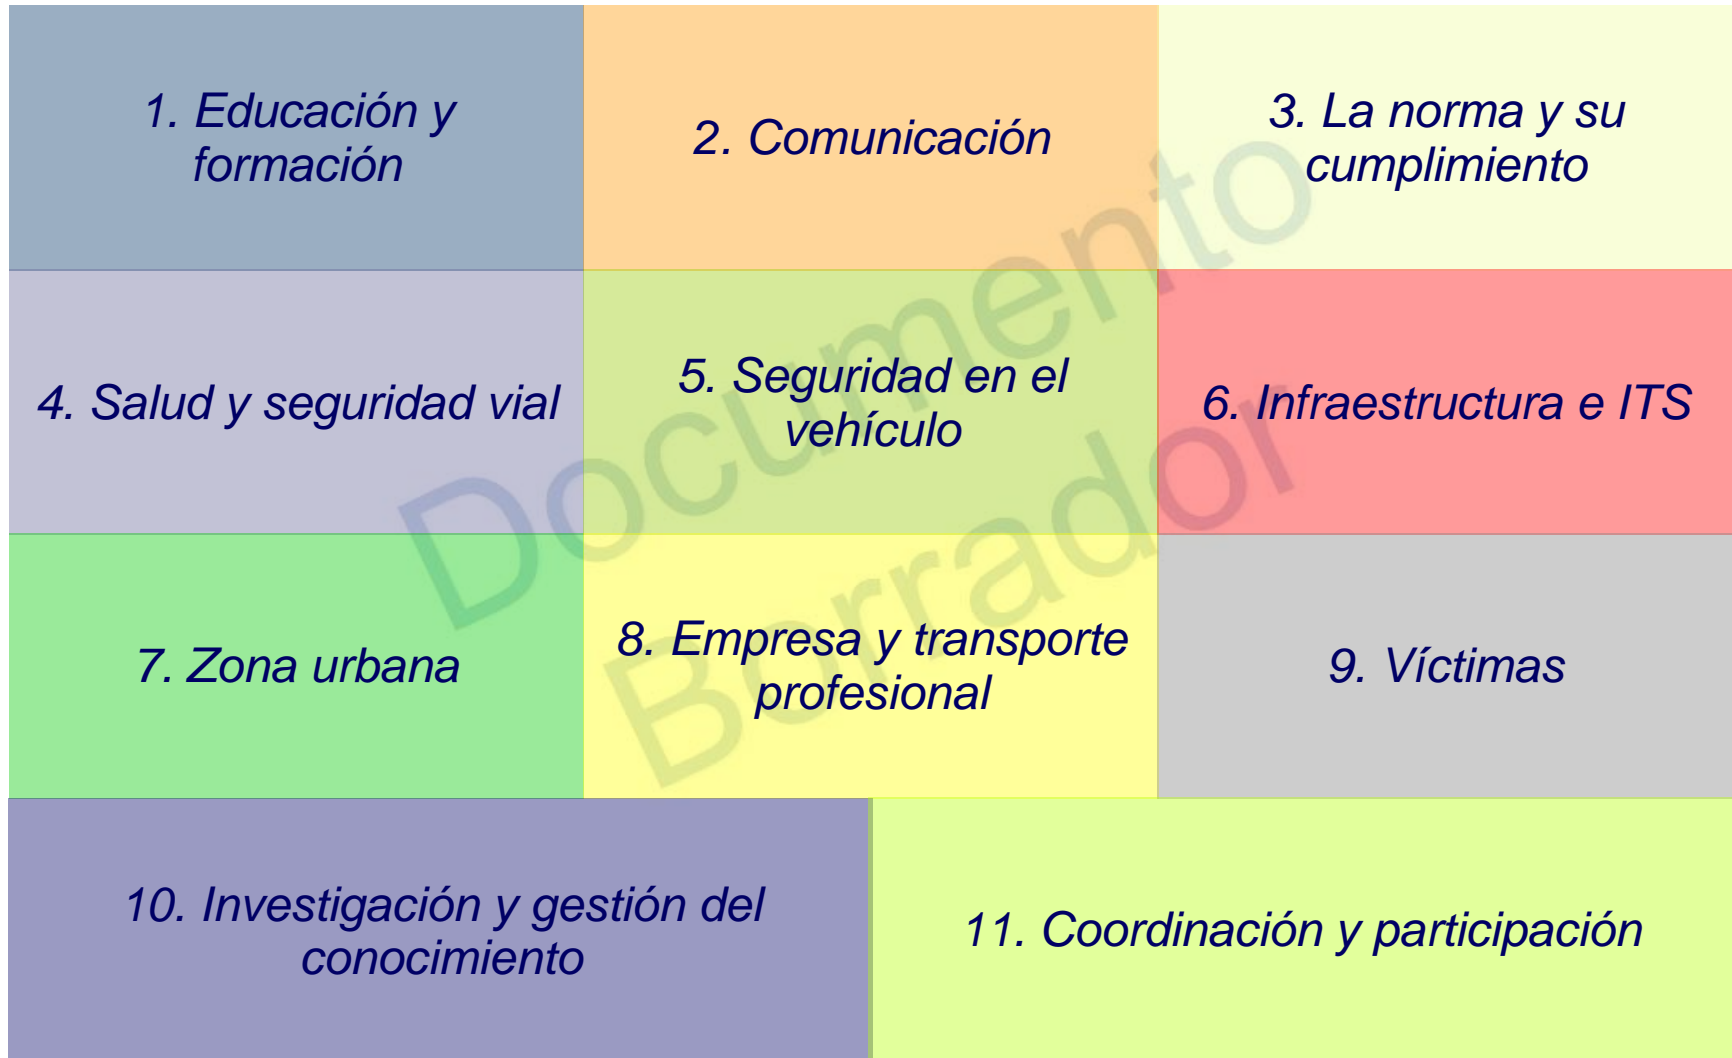 1. Educación y
formación
2. Comunicación
3. La norma y su
cumplimiento
4. Salud y seguridad vial
5. Seguridad en el
vehículo
6. Infraestructura e ITS
7. Zona urbana
8. Empresa y transporte
profesional
9. Víctimas
10. Investigación y gestión del
conocimiento
11. Coordinación y participación
Documento
Borrador